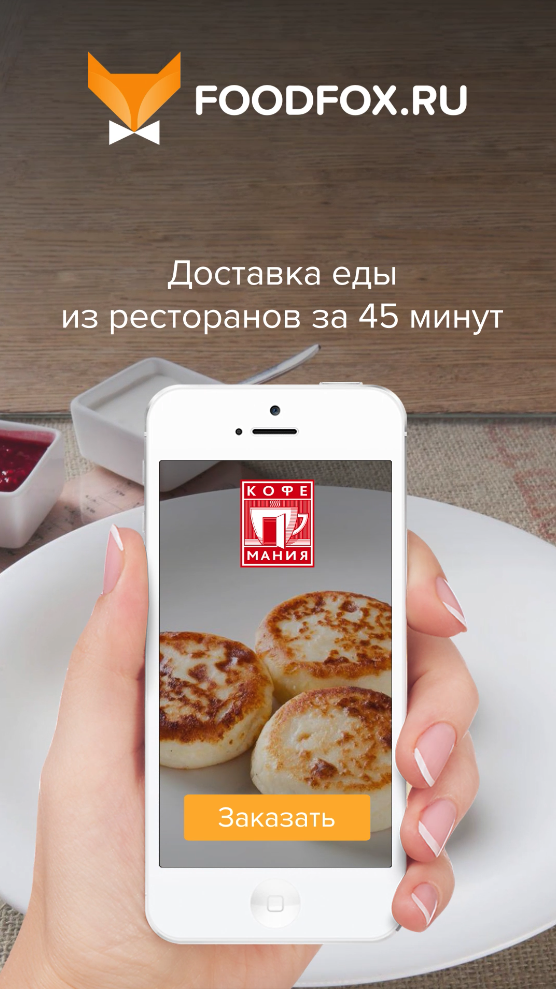 FOODFOX.RU
Доставка еды
из ресторанов за 45 минут
КОФЕ
МАНИЯ
Заказать